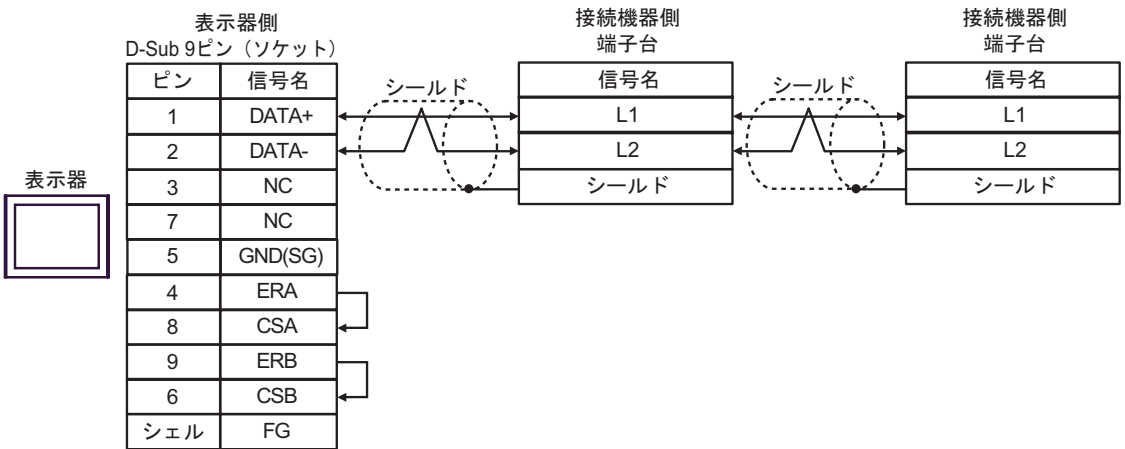 表示器
表示器側
D-Sub 9ピン（ソケット）
ピン 信号名
1 DATA+
2 DATA-
3 NC
7 NC
5 GND(SG)
4 ERA
8 CSA
9 ERB
6 CSB
シェル FG
シールド
接続機器側
端子台
信号名
L1
L2
シールド
シールド
接続機器側
端子台
信号名
L1
L2
シールド